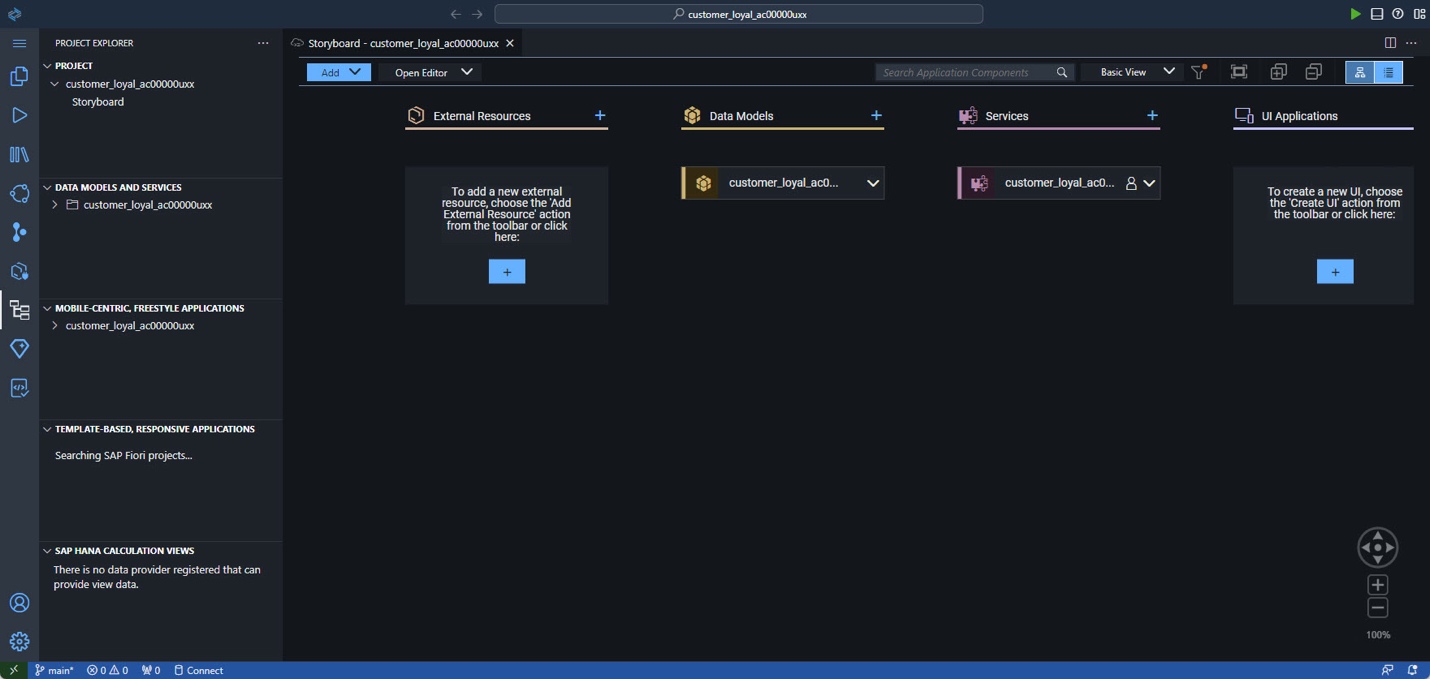 customer_loyal_ac00000uxx
PROJECT EXPLORER
PROJECT
customer_loyal_ac00000uxx
Storyboard
DATA MODELS AND SERVICES
customer_loyal_ac00000uxx
MOBILE-CENTRIC, FREESTYLE APPLICATIONS
customer_loyal_ac00000uxx
TEMPLATE-BASED, RESPONSIVE APPLICATIONS
Searching SAP Fiori projects...
SAP HANA CALCULATION VIEWS
There is no data provider registered that can
provide view data.
Storyboard - customer_loyal_ac00000uxx
Add
Open Editor
Search Application Components
Basic View
External Resources
To add a new external
resource, choose the 'Add
External Resource' action
from the toolbar or click
here:
+
Data Models
customer_loyal_ac0...
Services
customer_loyal_ac0...
UI Applications
To create a new UI, choose
the 'Create UI' action from
the toolbar or click here:
+
100%
main* 0 0 0 Connect